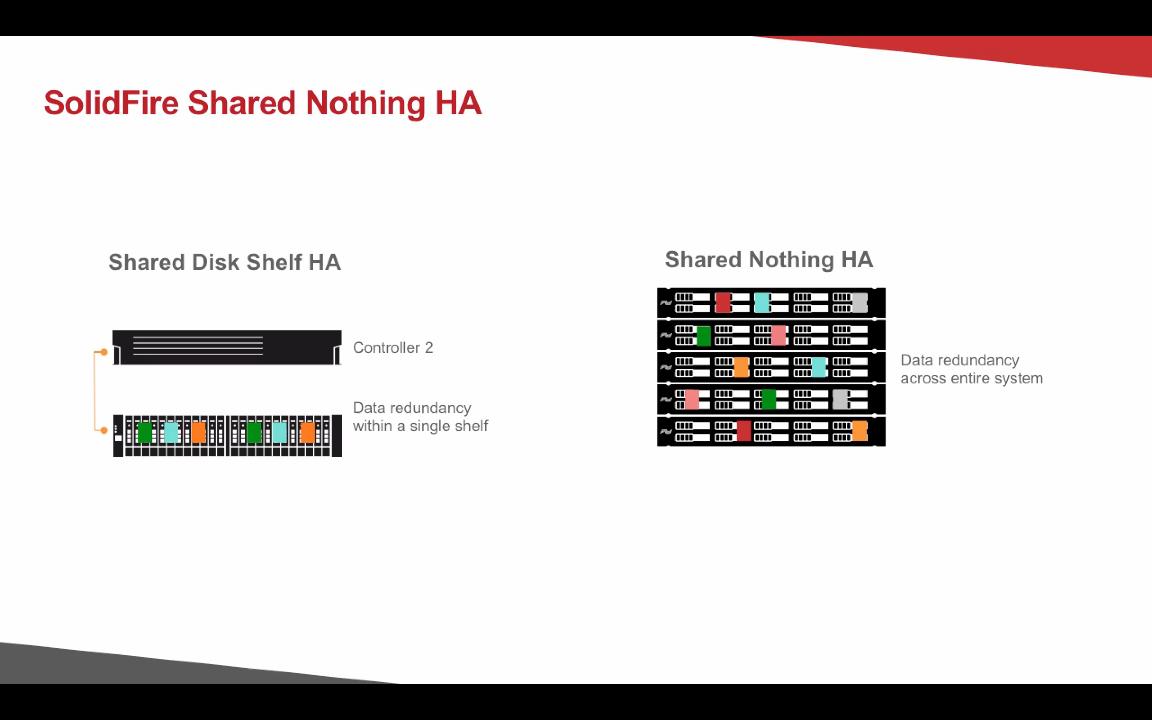 SolidFire Shared Nothing HA
Shared Disk Shelf HA
Controller 2
Data redundancy
within a single shelf
Shared Nothing HA
Data redundancy
across entire system